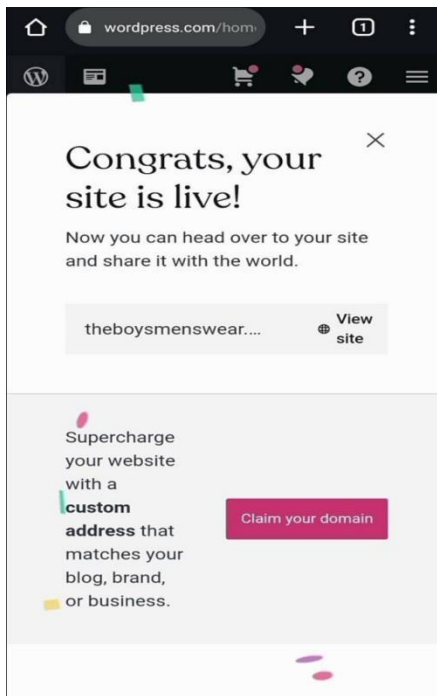 wordpress.com/hom
1
Congrats, your
site is live!
Now you can head over to your site
and share it with the world.
theboysmenswear....
View
site
Supercharge
your website
with a
custom
address that
matches your
blog, brand,
or business.
Claim your domain